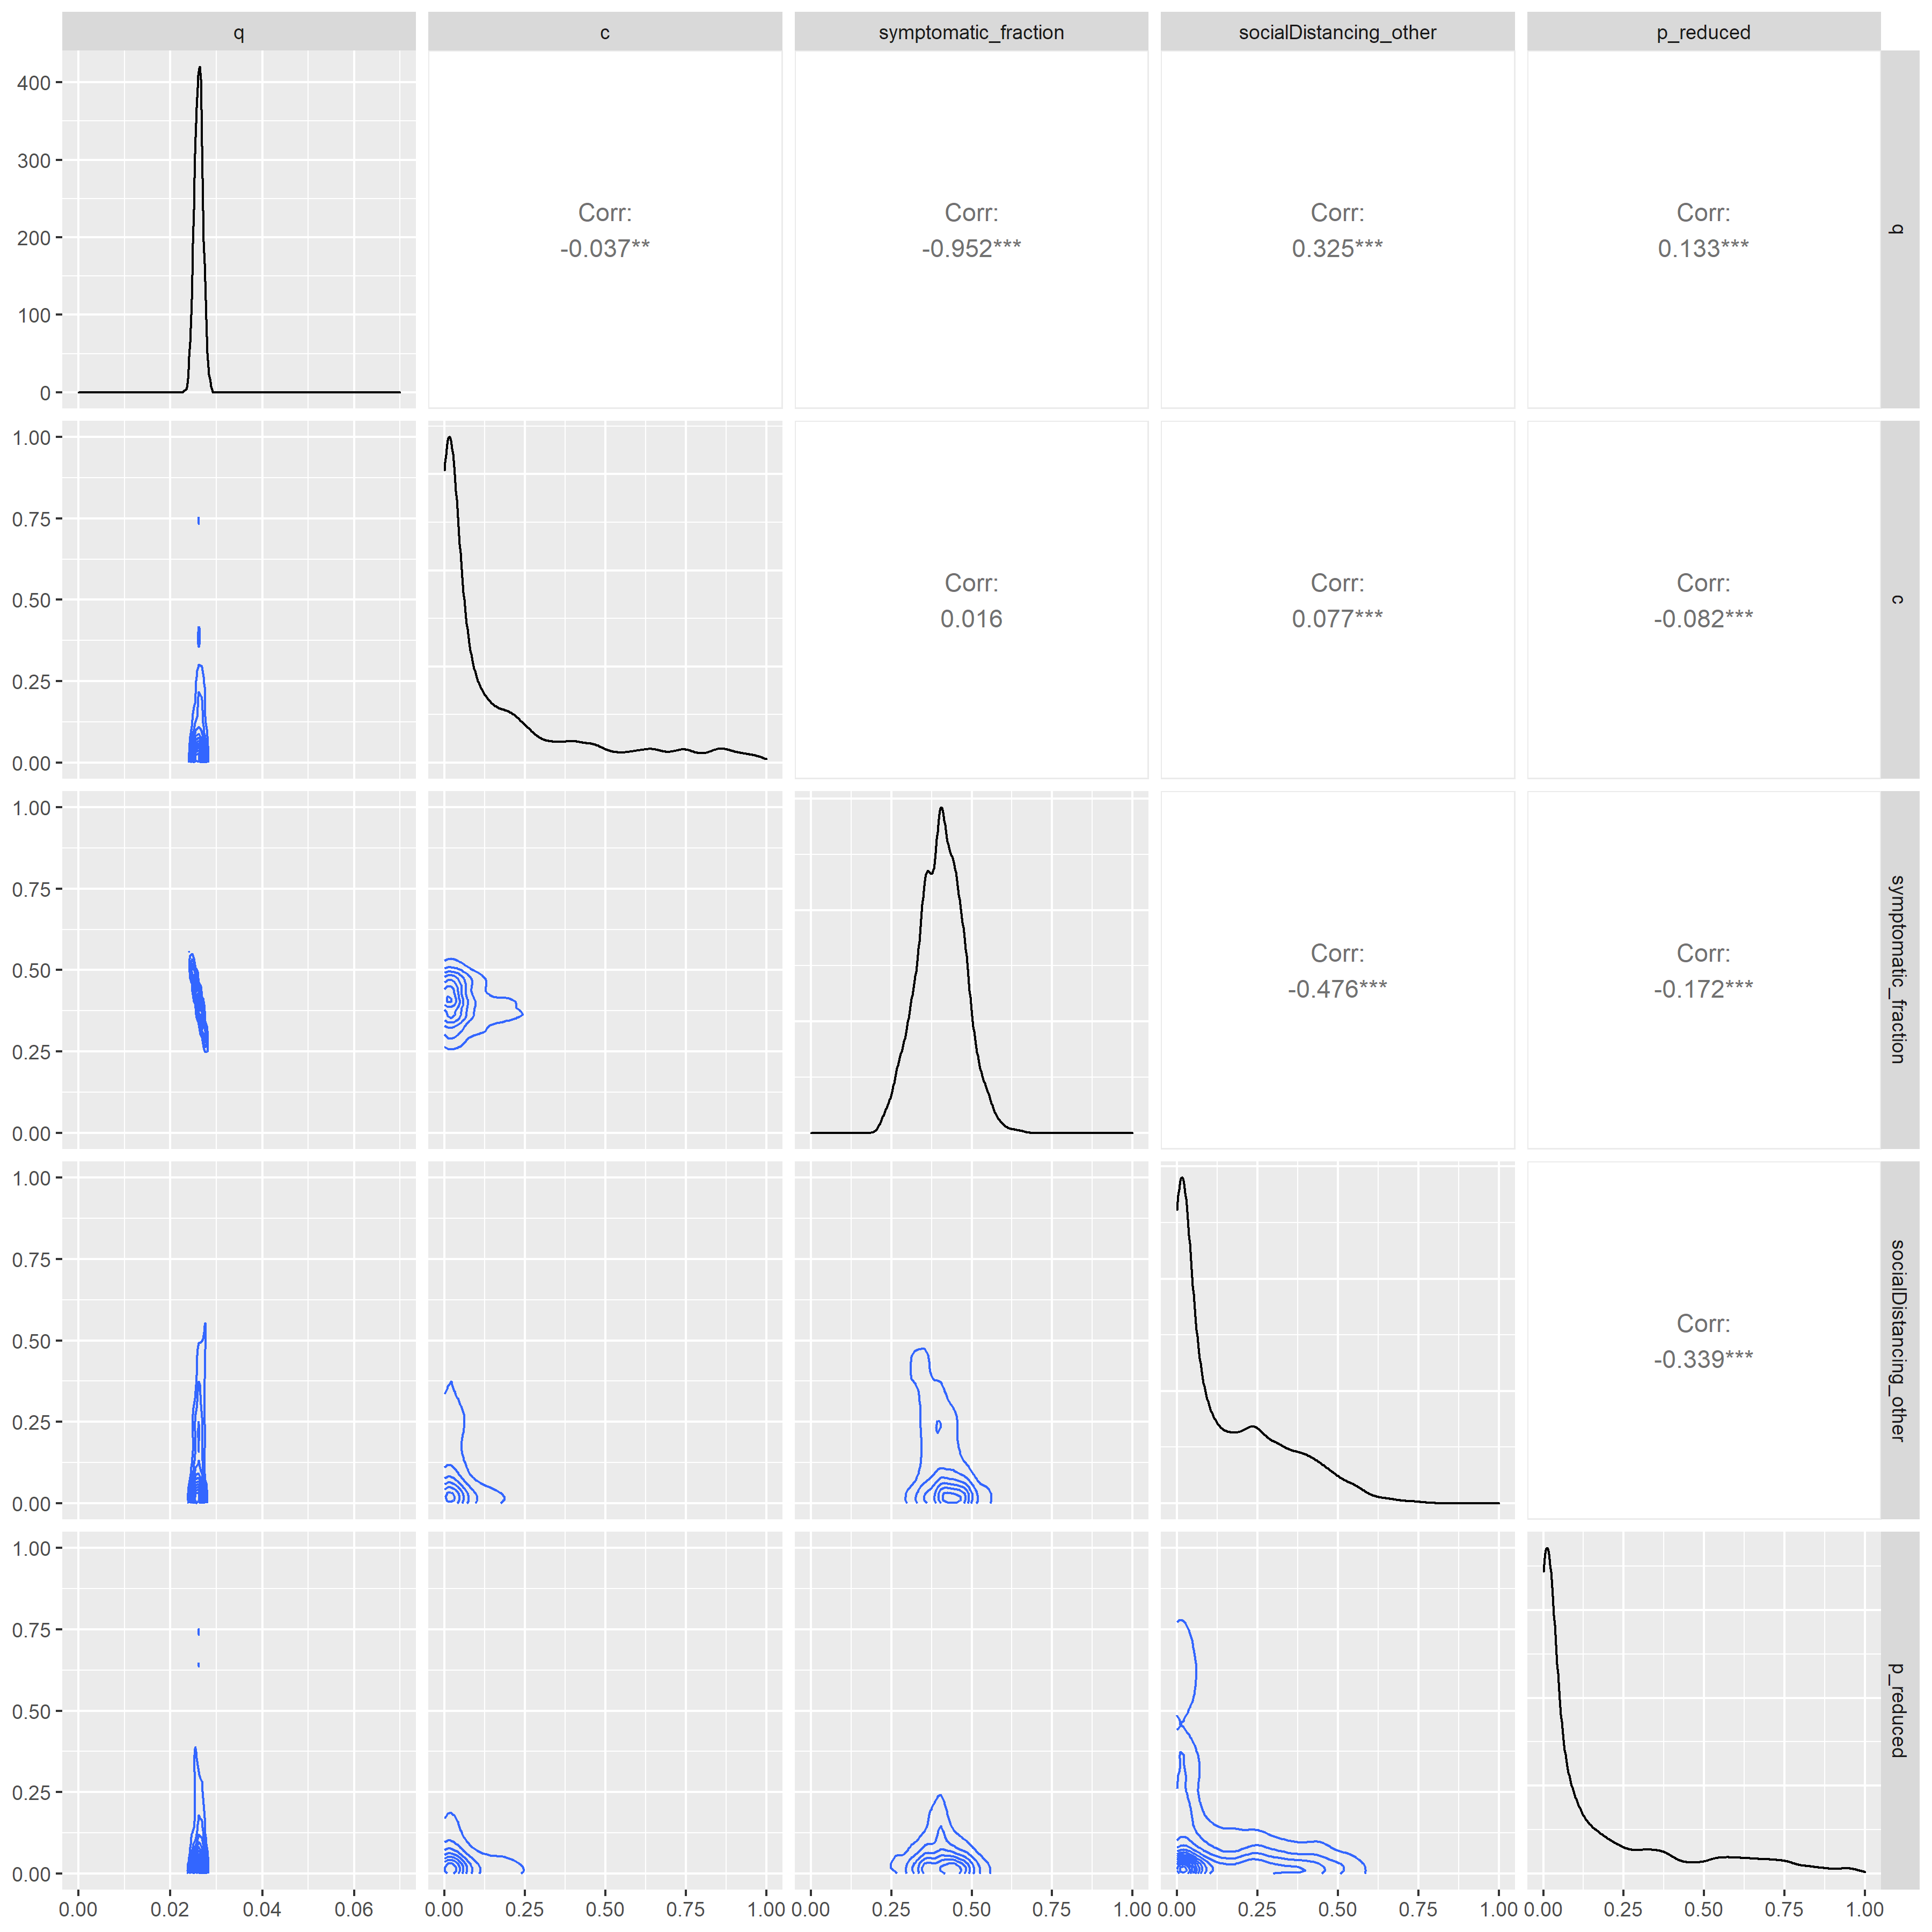 q
c
symptomatic_fraction
socialDistancing_other
p_reduced
400
300
200
100
0
Corr:
-0.037**
Corr:
-0.952***
Corr:
0.325***
Corr:
0.133***
q
1.00
0.75
0.50
0.25
0.00
Corr:
0.016
Corr:
0.077***
Corr:
-0.082***
c
1.00
0.75
0.50
0.25
0.00
Corr:
-0.476***
Corr:
-0.172***
symptomatic_fraction
1.00
0.75
0.50
0.25
0.00
Corr:
-0.339***
socialDistancing_other
1.00
0.75
0.50
0.25
0.00
p_reduced
0.00 0.02 0.04 0.06
0.00 0.25 0.50 0.75 1.00
0.00 0.25 0.50 0.75 1.00
0.00 0.25 0.50 0.75 1.00
0.00 0.25 0.50 0.75 1.00